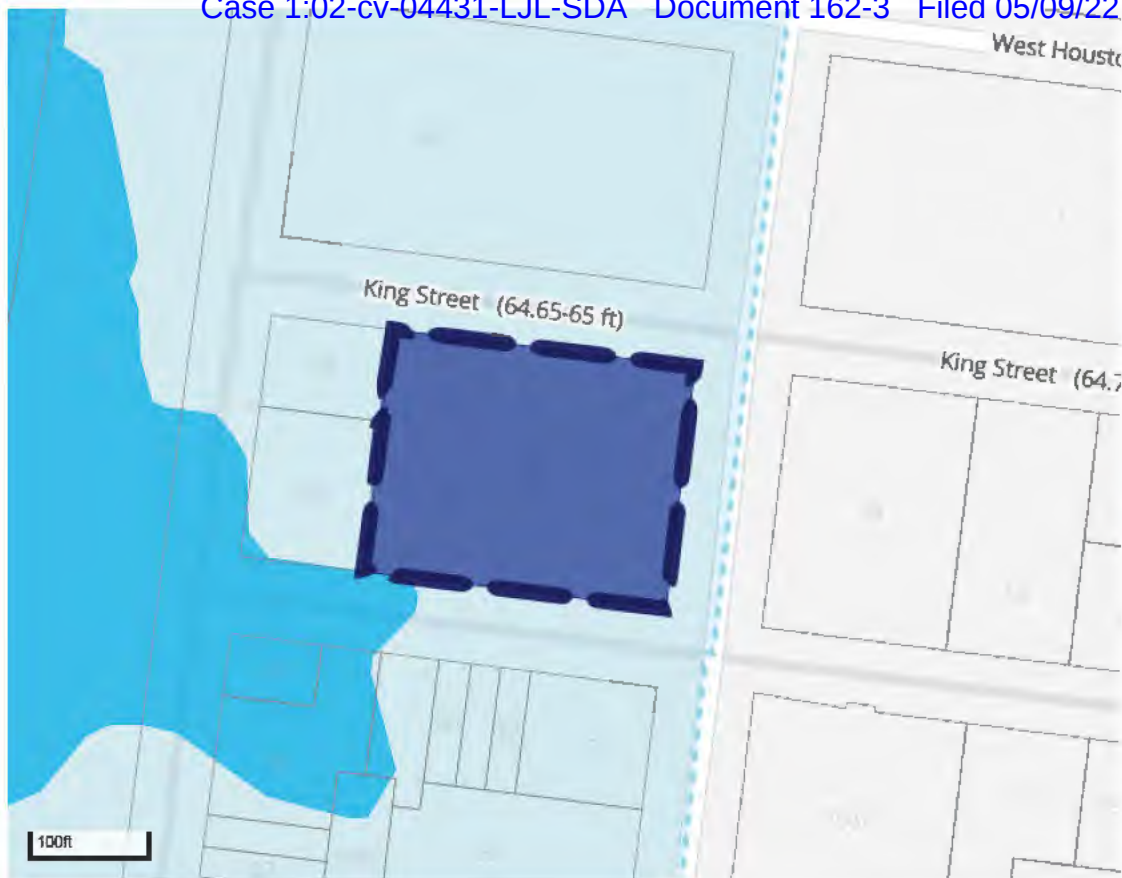 Case 1:02-cv-04431-LJL-SDA Document 162-3 Filed 05/09/22
West Housto
King Street (64.65-65 ft)
King Street (64.7
100ft